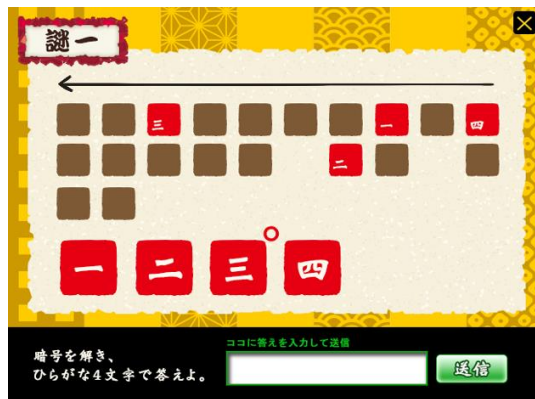 謎一
三 一 四
二
一 二 三 四
ココに答えを入力して送信
暗号を解き、
ひらがな4文字で答えよ。
送信